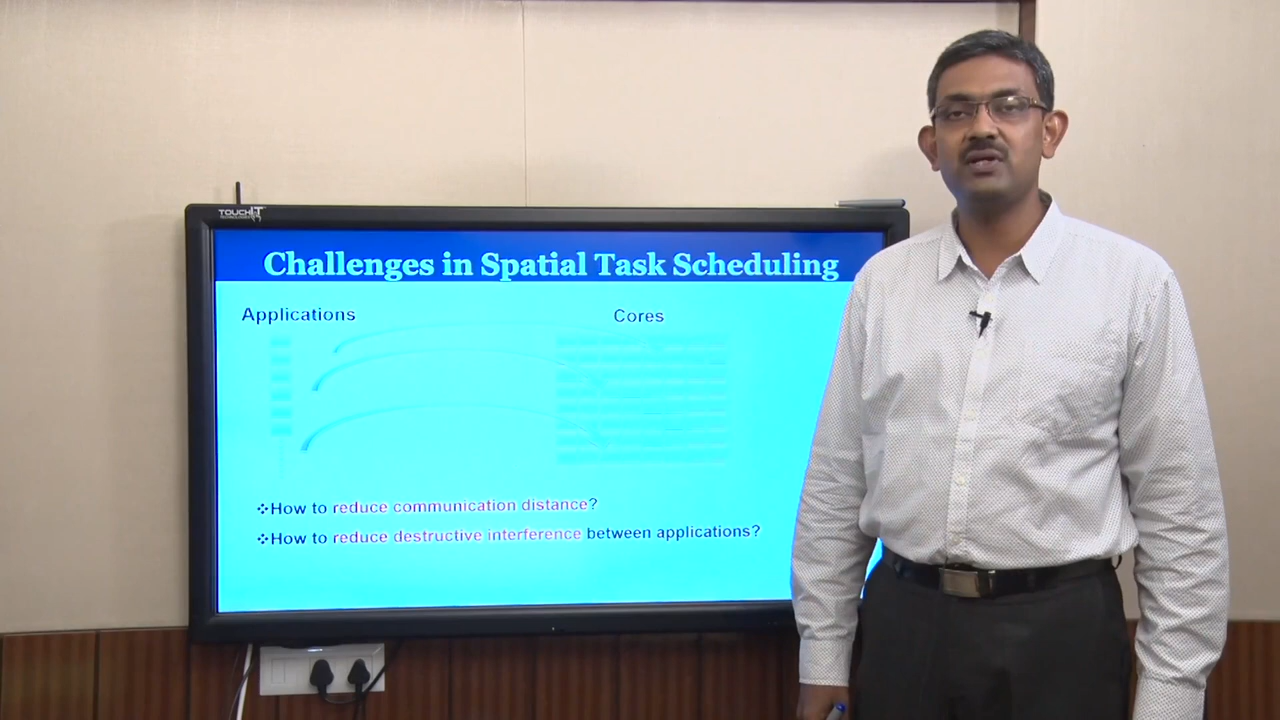 TOUCHIT
Challenges in Spatial Task Scheduling
Applications
Cores
❖How to reduce communication distance?
❖How to reduce destructive interference between applications?